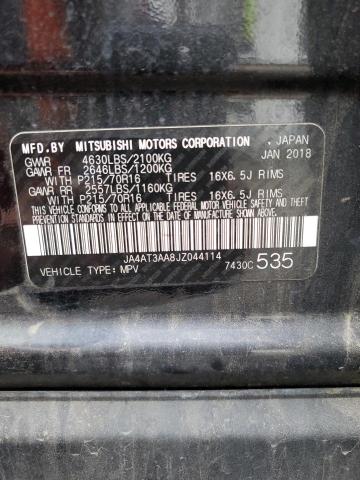 MFD.BY MITSUBISHI MOTORS CORPORATION , JAPAN
GVWR 4630LBS/2100KG JAN 2018
GAWR FR 2646LBS/1200KG
WITH P215/70R16 TIRES 16X6.5J RIMS
GAWR RR 2557LBS/1160KG
WITH P215/70R16 TIRES 16X6.5J RIMS
THIS VEHICLE CONFORMS TO ALL APPLICABLE FEDERAL MOTOR VEHICLE SAFETY AND THEFT
PREVENTION STANDARDS IN EFFECT ON THE DATE OF MANUFACTURE SHOWN ABOVE.
JA4AT3AA8JZ044114
VEHICLE TYPE: MPV 7430C 535